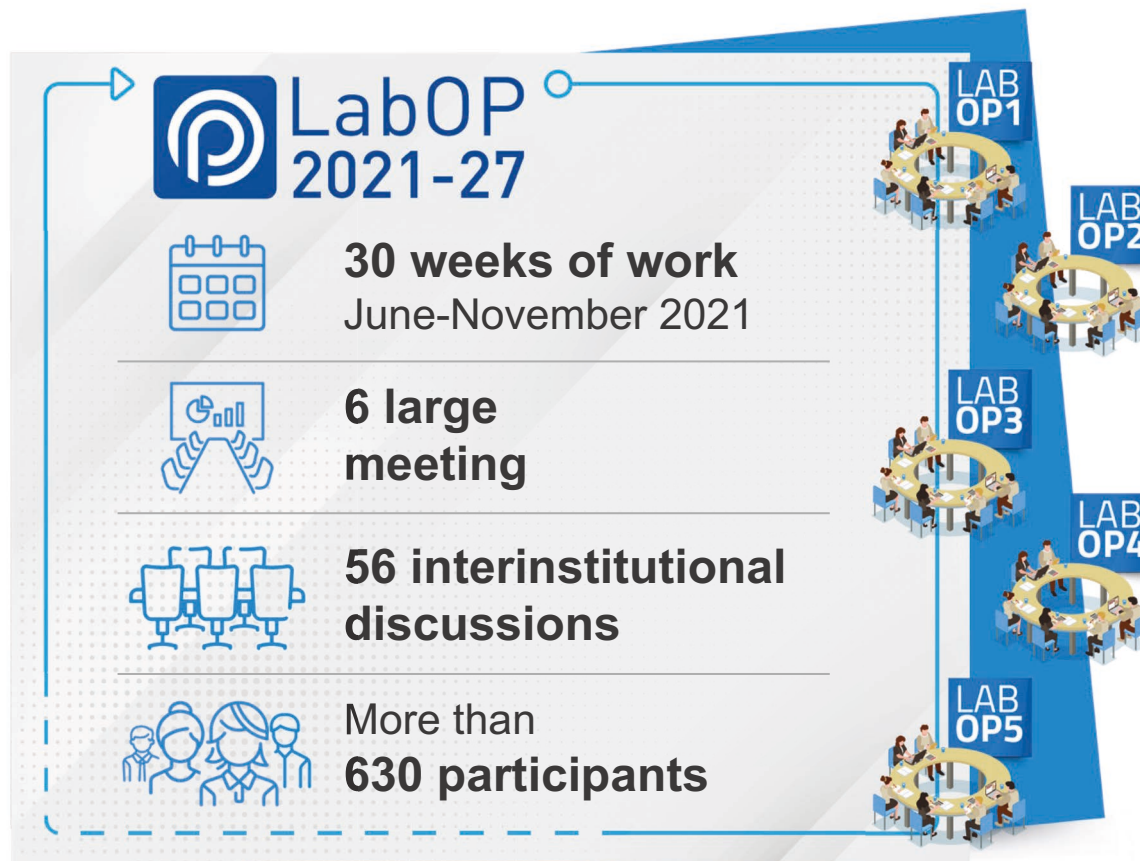 LabOP
2021-27
30 weeks of work
June-November 2021
6 large
meeting
56 interinstitutional
discussions
More than
630 participants
LAB
OP1
LAB
OP2
LAB
OP3
LAB
OP4
LAB
OP5